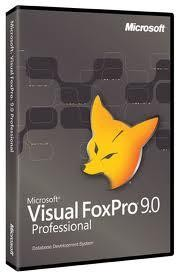 Microsoft
Microsoft®
Visual FoxPro 9.0
Professional
Database Development System
Microsoft Visual FoxPro 9.0 Professional